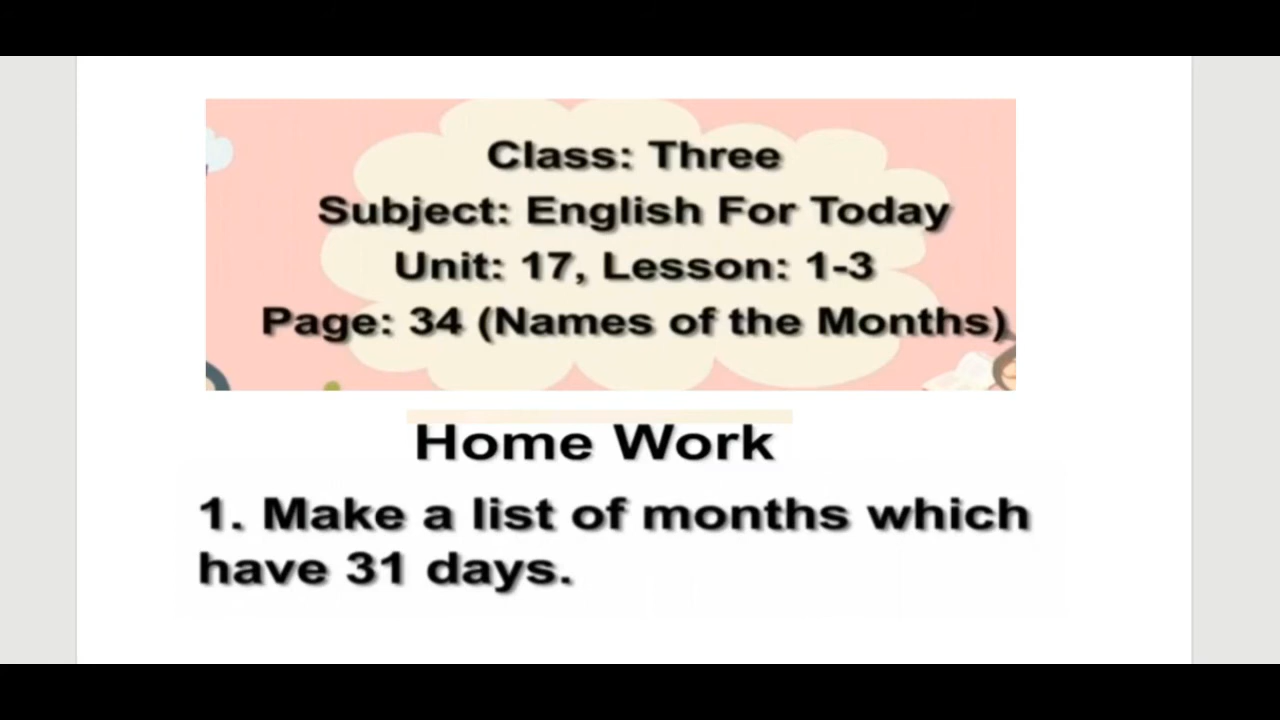 Class: Three
Subject: English For Today
Unit: 17, Lesson: 1-3
Page: 34 (Names of the Months)
Home Work
1. Make a list of months which
have 31 days.